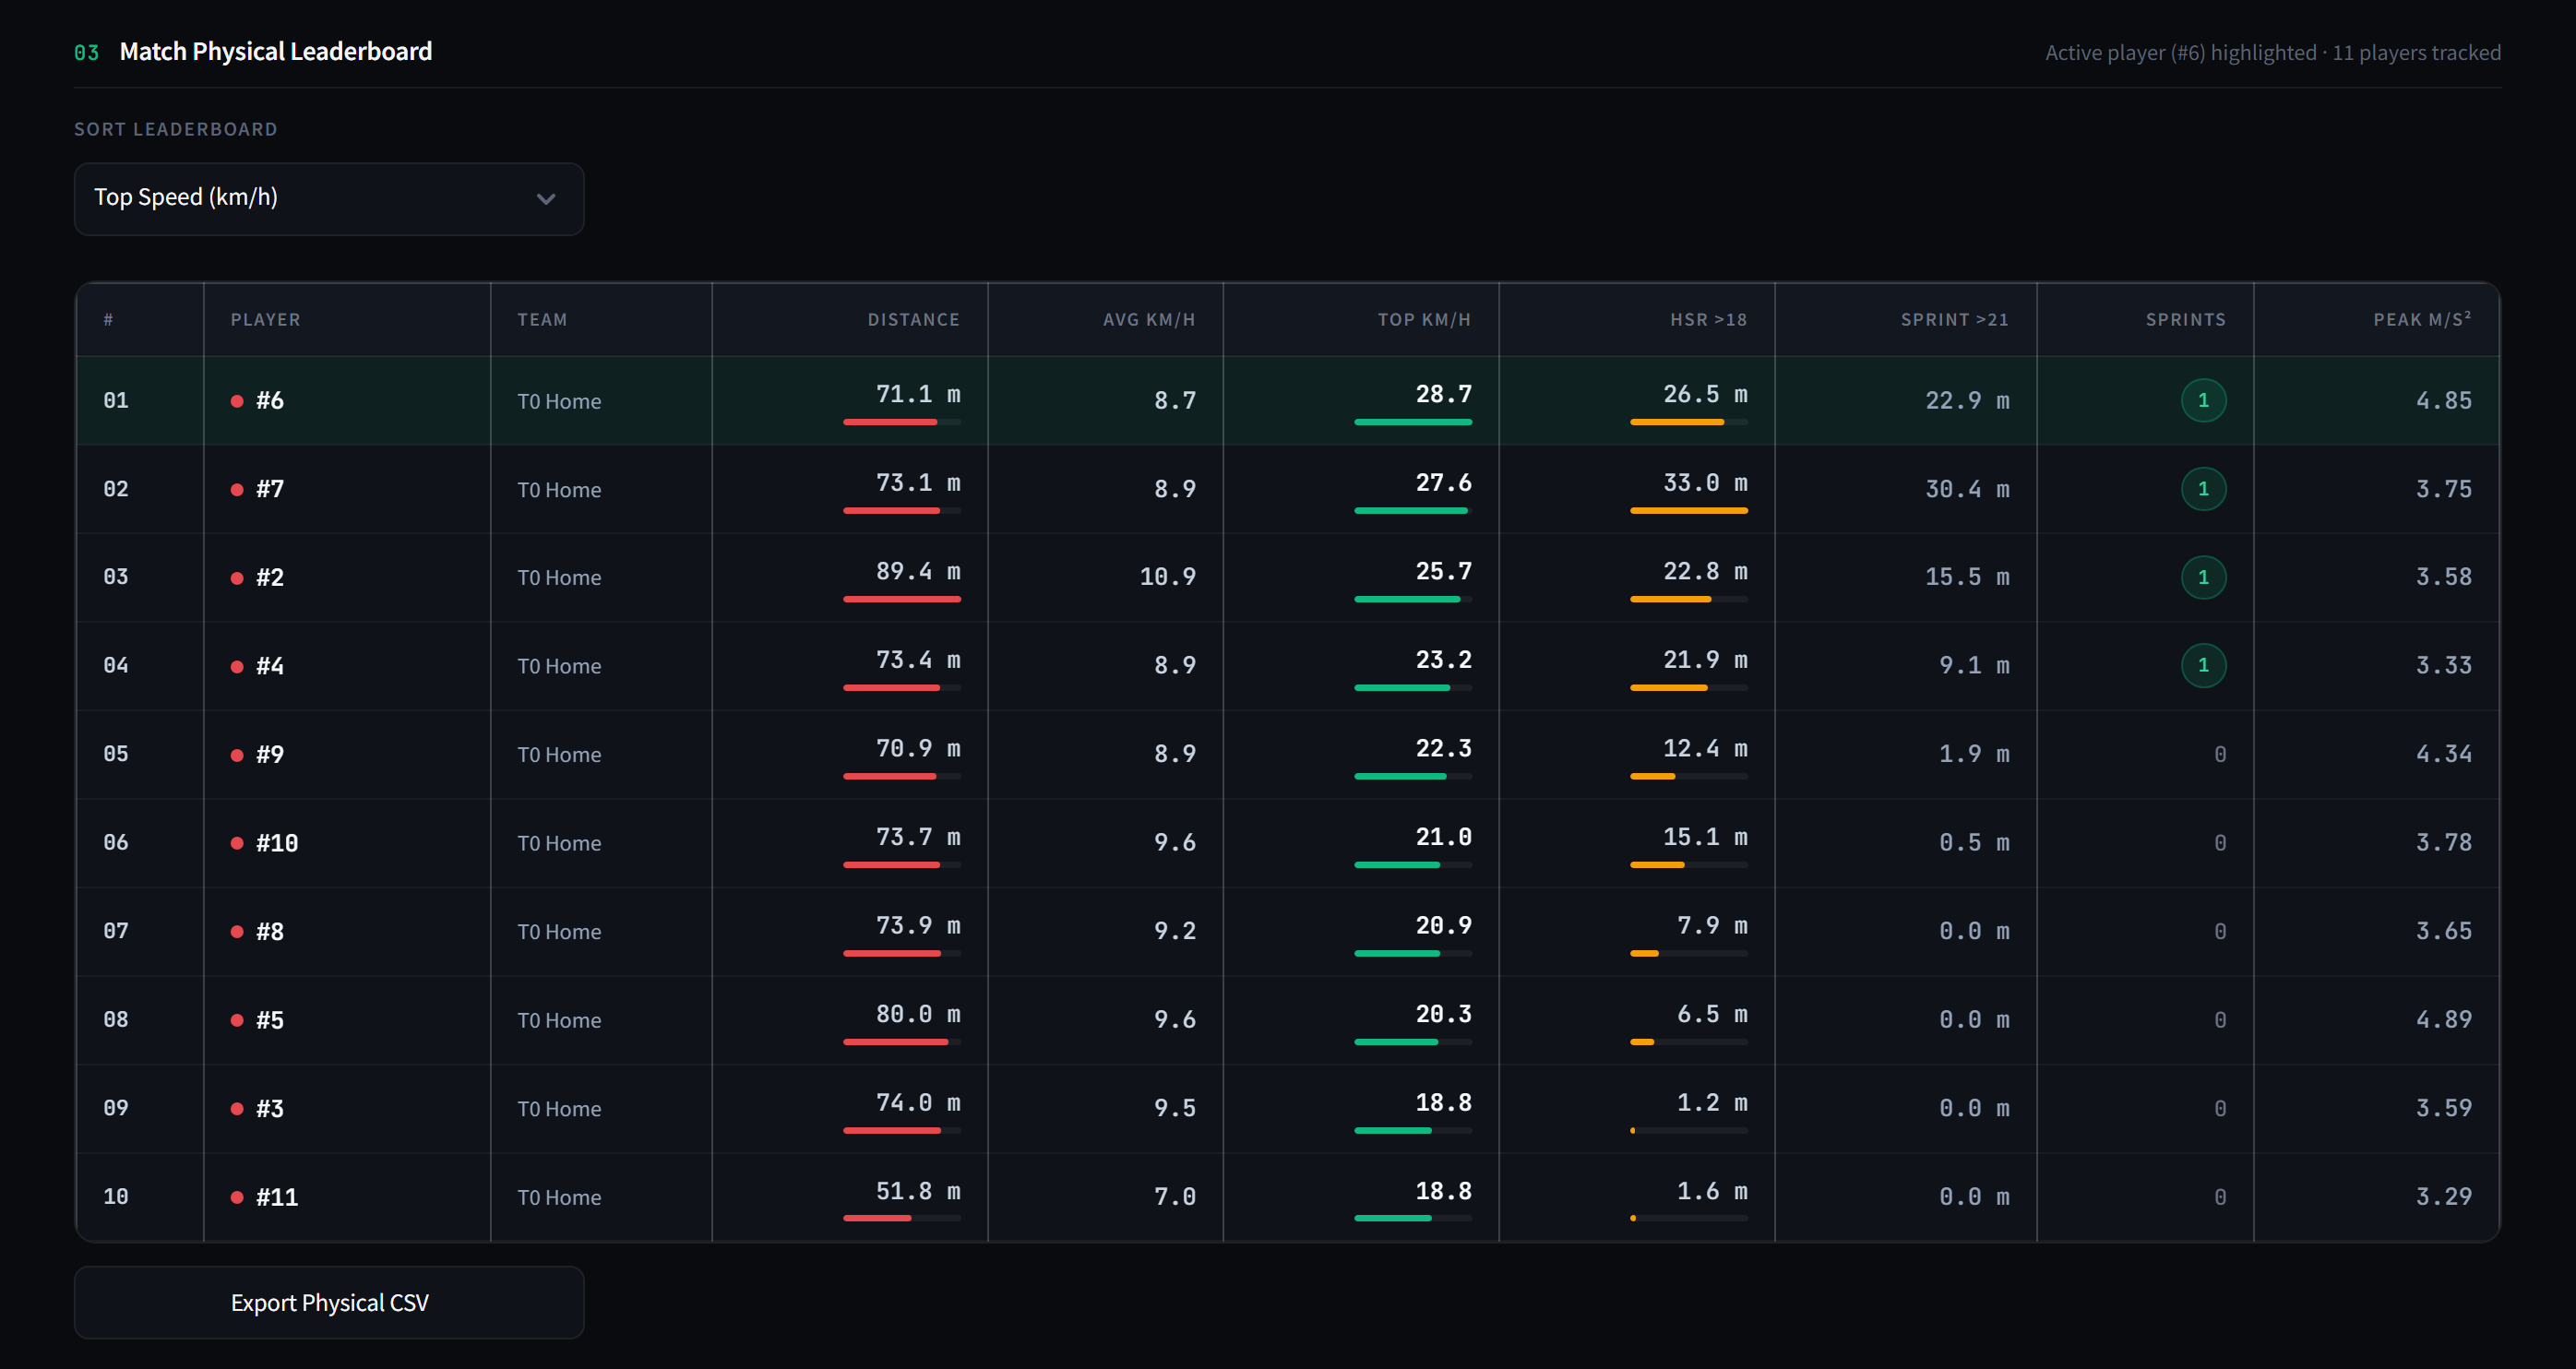 03 Match Physical Leaderboard Active player (#6) highlighted · 11 players tracked
SORT LEADERBOARD
Top Speed (km/h)
# PLAYER TEAM DISTANCE AVG KM/H TOP KM/H HSR >18 SPRINT >21 SPRINTS PEAK M/S²
01 #6 T0 Home 71.1 m 8.7 28.7 26.5 m 22.9 m 1 4.85
02 #7 T0 Home 73.1 m 8.9 27.6 33.0 m 30.4 m 1 3.75
03 #2 T0 Home 89.4 m 10.9 25.7 22.8 m 15.5 m 1 3.58
04 #4 T0 Home 73.4 m 8.9 23.2 21.9 m 9.1 m 1 3.33
05 #9 T0 Home 70.9 m 8.9 22.3 12.4 m 1.9 m 0 4.34
06 #10 T0 Home 73.7 m 9.6 21.0 15.1 m 0.5 m 0 3.78
07 #8 T0 Home 73.9 m 9.2 20.9 7.9 m 0.0 m 0 3.65
08 #5 T0 Home 80.0 m 9.6 20.3 6.5 m 0.0 m 0 4.89
09 #3 T0 Home 74.0 m 9.5 18.8 1.2 m 0.0 m 0 3.59
10 #11 T0 Home 51.8 m 7.0 18.8 1.6 m 0.0 m 0 3.29
Export Physical CSV